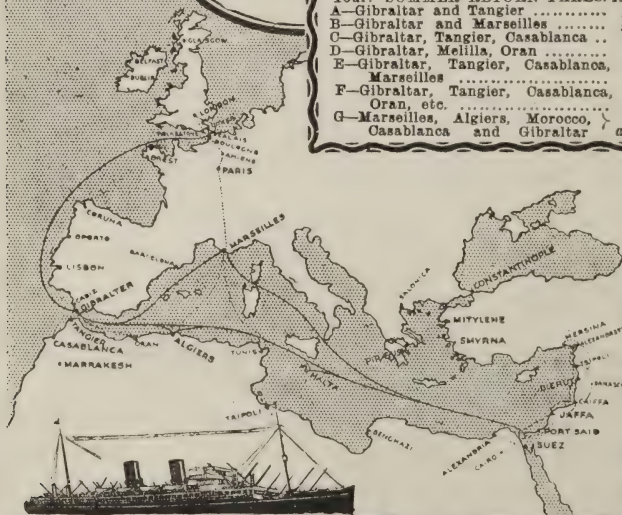 SUMMER RETURN
A—Gibraltar and Tangier ............
B—Gibraltar and Marseilles ......
C—Gibraltar, Tangier, Casablanca ..
D—Gibraltar, Melilla, Oran ..........
E—Gibraltar, Tangier, Casablanca,
Marseilles ......................
F—Gibraltar, Tangier, Casablanca,
Oran, etc. ......................
G—Marseilles, Algiers, Morocco,
Casablanca and Gibraltar
GLASGOW
BELFAST
DUBLIN
LONDON
CALAIS
BOULOGNE
AMIENS
PARIS
BREST
CORUNA
OPORTO
LISBON
BARCELONA
MARSEILLES
CADIZ
GIBRALTER
TANGIER
CASABLANCA
MARRAKESH
ORAN
ALGIERS
TUNIS
MALTA
TRIPOLI
BENGHAZI
SALONICA
CONSTANTINOPLE
MITYLENE
SMYRNA
PIRAEUS
MERSINA
ALEXANDRETTA
TRIPOLI
DAMASCUS
CAIFFA
JAFFA
PORT SAID
SUEZ
ALEXANDRIA
CAIRO